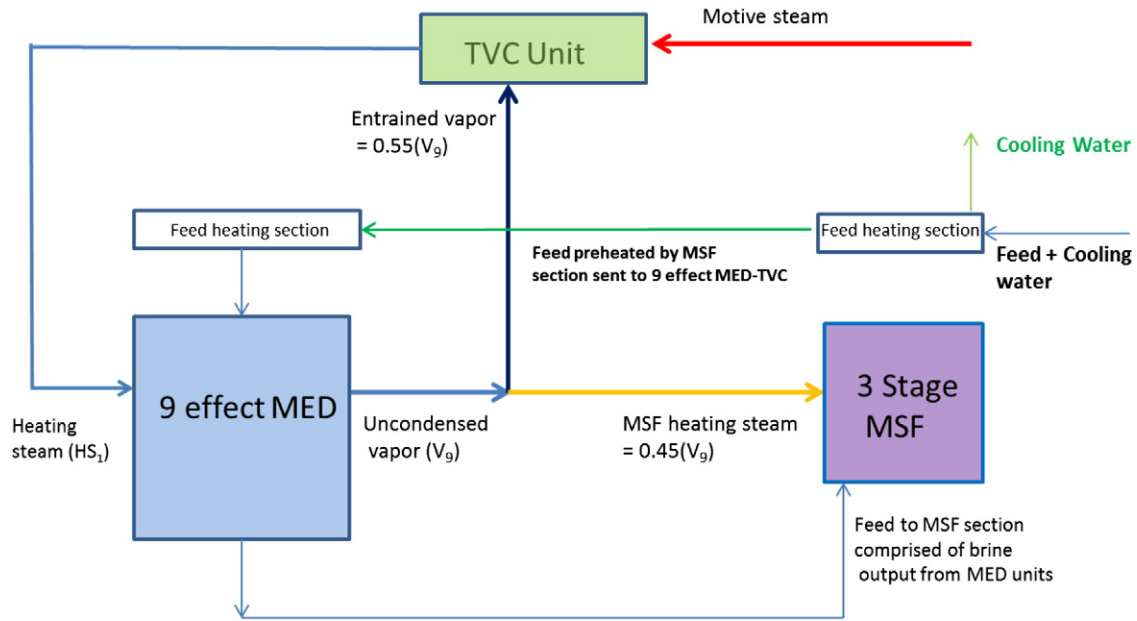 Motive steam
TVC Unit
Entrained vapor
= 0.55(V₉)
Cooling Water
Feed heating section
Feed heating section
Feed preheated by MSF
section sent to 9 effect MED-TVC
Feed + Cooling
water
9 effect MED
3 Stage
MSF
Heating
steam (HS₁)
Uncondensed
vapor (V₉)
MSF heating steam
= 0.45(V₉)
Feed to MSF section
comprised of brine
output from MED units